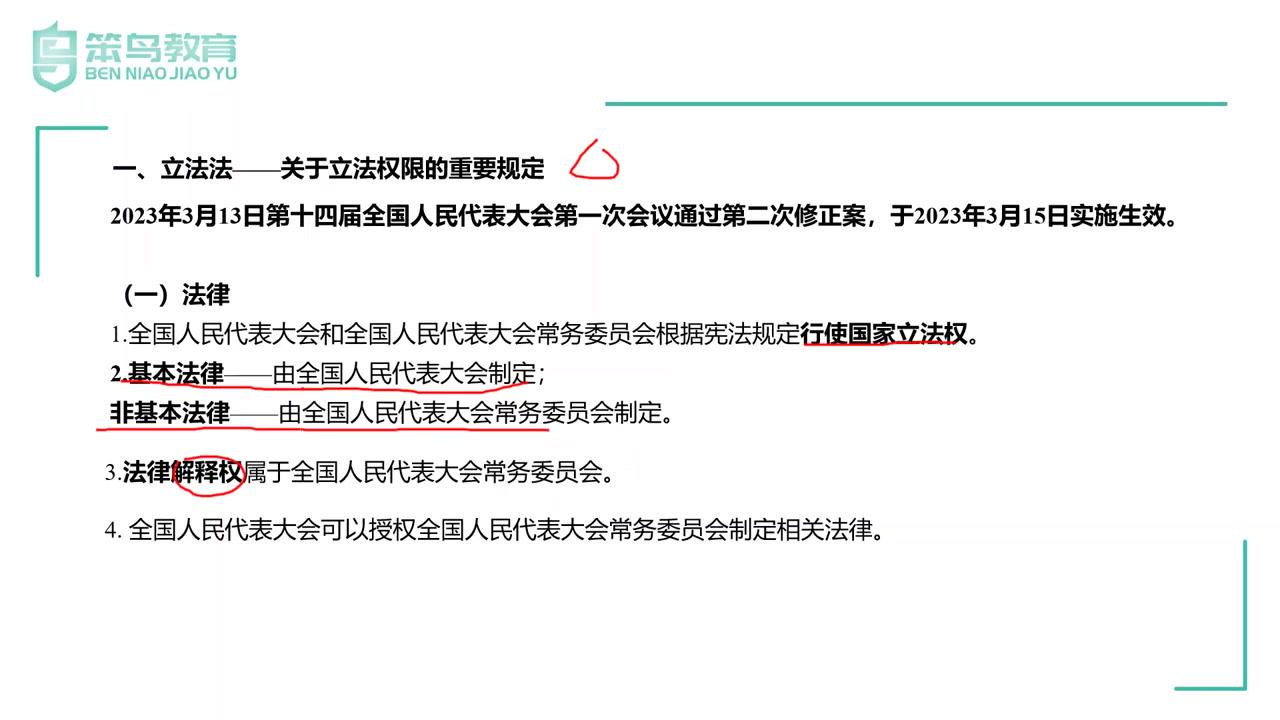 笨鸟教育
BEN NIAO JIAO YU
一、立法法——关于立法权限的重要规定
2023年3月13日第十四届全国人民代表大会第一次会议通过第二次修正案，于2023年3月15日实施生效。
（一）法律
1.全国人民代表大会和全国人民代表大会常务委员会根据宪法规定行使国家立法权。
2.基本法律——由全国人民代表大会制定；
非基本法律——由全国人民代表大会常务委员会制定。
3.法律解释权属于全国人民代表大会常务委员会。
4. 全国人民代表大会可以授权全国人民代表大会常务委员会制定相关法律。